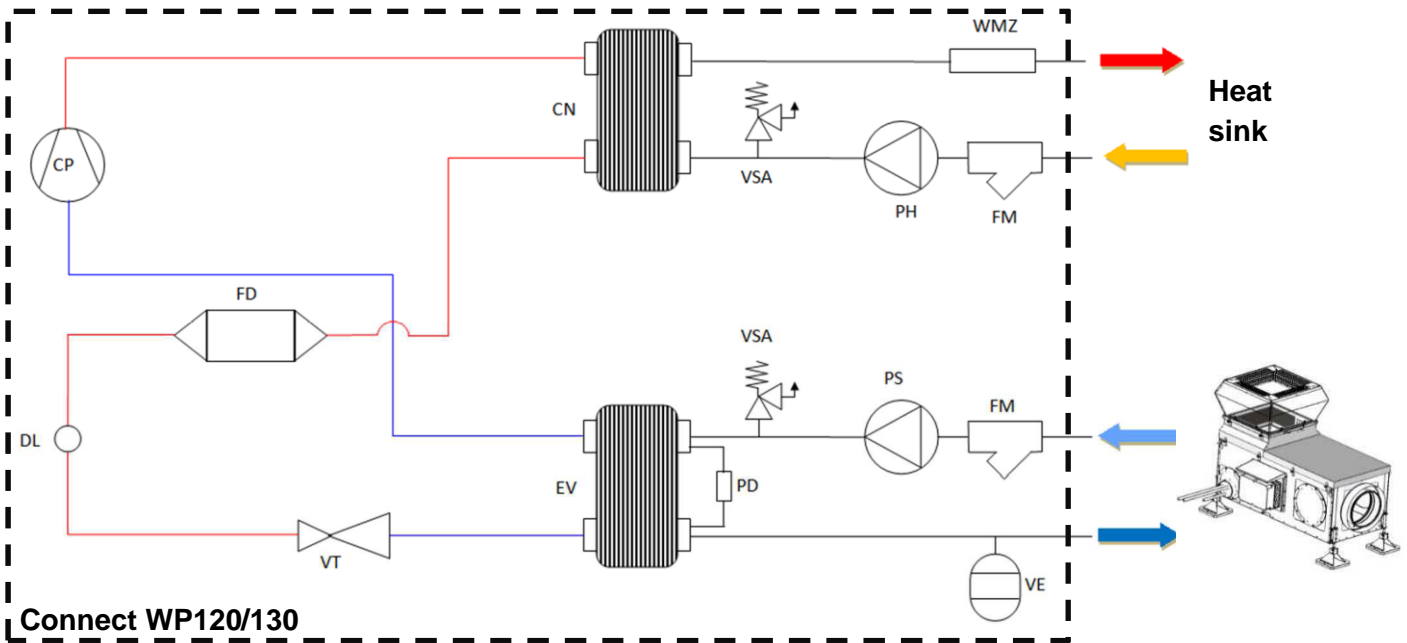 WMZ
Heat
sink
CN
CP
VSA
PH
FM
FD
VSA
PS
FM
DL
EV
PD
VT
VE
Connect WP120/130